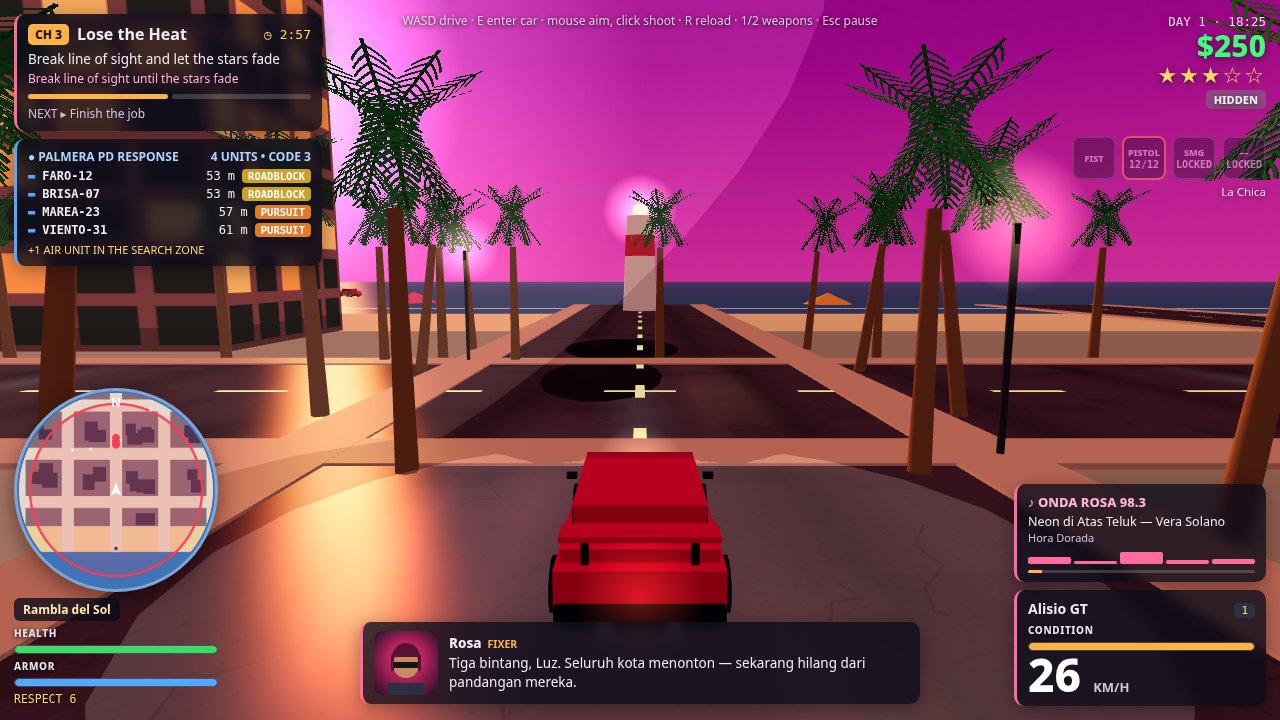 WASD drive · E enter car · mouse aim, click shoot · R reload · 1/2 weapons · Esc pause
CH 3 Lose the Heat 2:57
Break line of sight and let the stars fade
Break line of sight until the stars fade
NEXT ▸ Finish the job
● PALMERA PD RESPONSE 4 UNITS • CODE 3
FARO-12 53 m ROADBLOCK
BRISA-07 53 m ROADBLOCK
MAREA-23 57 m PURSUIT
VIENTO-31 61 m PURSUIT
+1 AIR UNIT IN THE SEARCH ZONE
DAY 1 · 18:25
$250
★★★☆☆
HIDDEN
FIST
PISTOL 12/12
SMG LOCKED
LOCKED
La Chica
N
Rambla del Sol
HEALTH
ARMOR
RESPECT 6
Rosa FIXER
Tiga bintang, Luz. Seluruh kota menonton — sekarang hilang dari
pandangan mereka.
♪ ONDA ROSA 98.3
Neon di Atas Teluk — Vera Solano
Hora Dorada
Alisio GT 1
CONDITION
26 KM/H